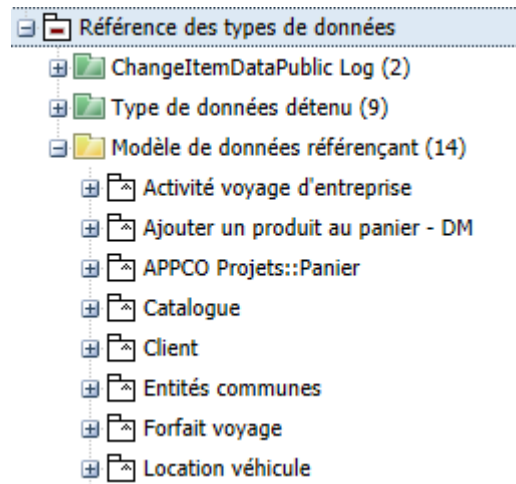 Référence des types de données
ChangeItemDataPublic Log (2)
Type de données détenu (9)
Modèle de données référençant (14)
Activité voyage d'entreprise
Ajouter un produit au panier - DM
APPCO Projets::Panier
Catalogue
Client
Entités communes
Forfait voyage
Location véhicule